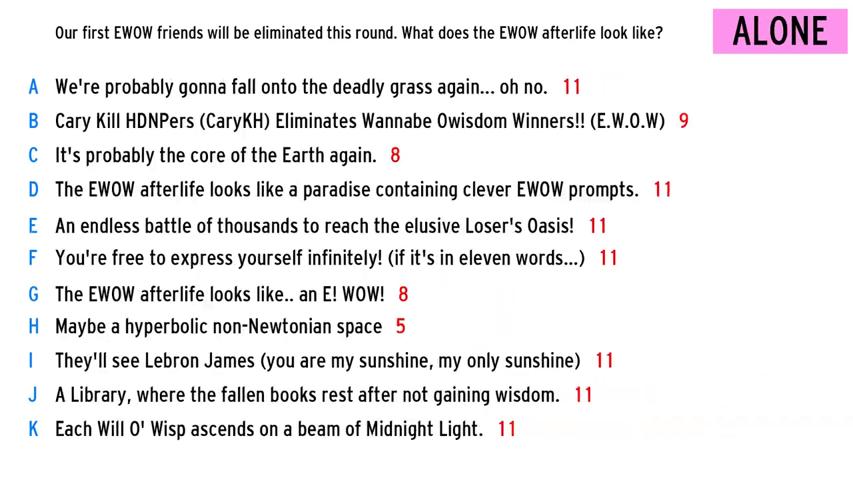 Our first EWOW friends will be eliminated this round. What does the EWOW afterlife look like?
ALONE
A We're probably gonna fall onto the deadly grass again... oh no. 11
B Cary Kill HDNPers (CaryKH) Eliminates Wannabe Owisdom Winners!! (E.W.O.W) 9
C It's probably the core of the Earth again. 8
D The EWOW afterlife looks like a paradise containing clever EWOW prompts. 11
E An endless battle of thousands to reach the elusive Loser's Oasis! 11
F You're free to express yourself infinitely! (if it's in eleven words...) 11
G The EWOW afterlife looks like.. an E! WOW! 8
H Maybe a hyperbolic non-Newtonian space 5
I They'll see Lebron James (you are my sunshine, my only sunshine) 11
J A Library, where the fallen books rest after not gaining wisdom. 11
K Each Will O' Wisp ascends on a beam of Midnight Light. 11